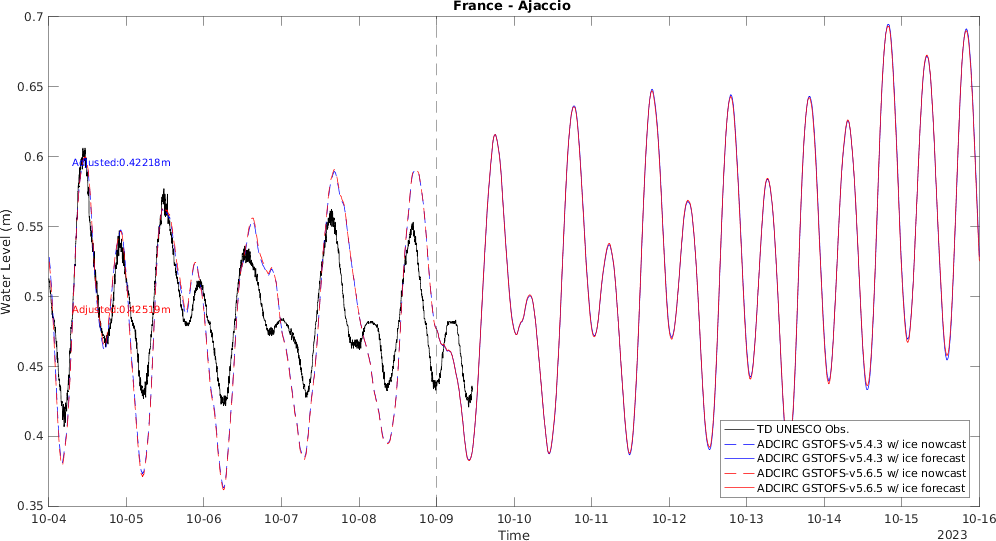 France - Ajaccio
0.7
0.65
0.6
0.55
0.5
0.45
0.4
0.35
Water Level (m)
Adjusted:0.42218m
Adjusted:0.42519m
TD UNESCO Obs.
ADCIRC GSTOFS-v5.4.3 w/ ice nowcast
ADCIRC GSTOFS-v5.4.3 w/ ice forecast
ADCIRC GSTOFS-v5.6.5 w/ ice nowcast
ADCIRC GSTOFS-v5.6.5 w/ ice forecast
10-04 10-05 10-06 10-07 10-08 10-09 10-10 10-11 10-12 10-13 10-14 10-15 10-16
Time
2023